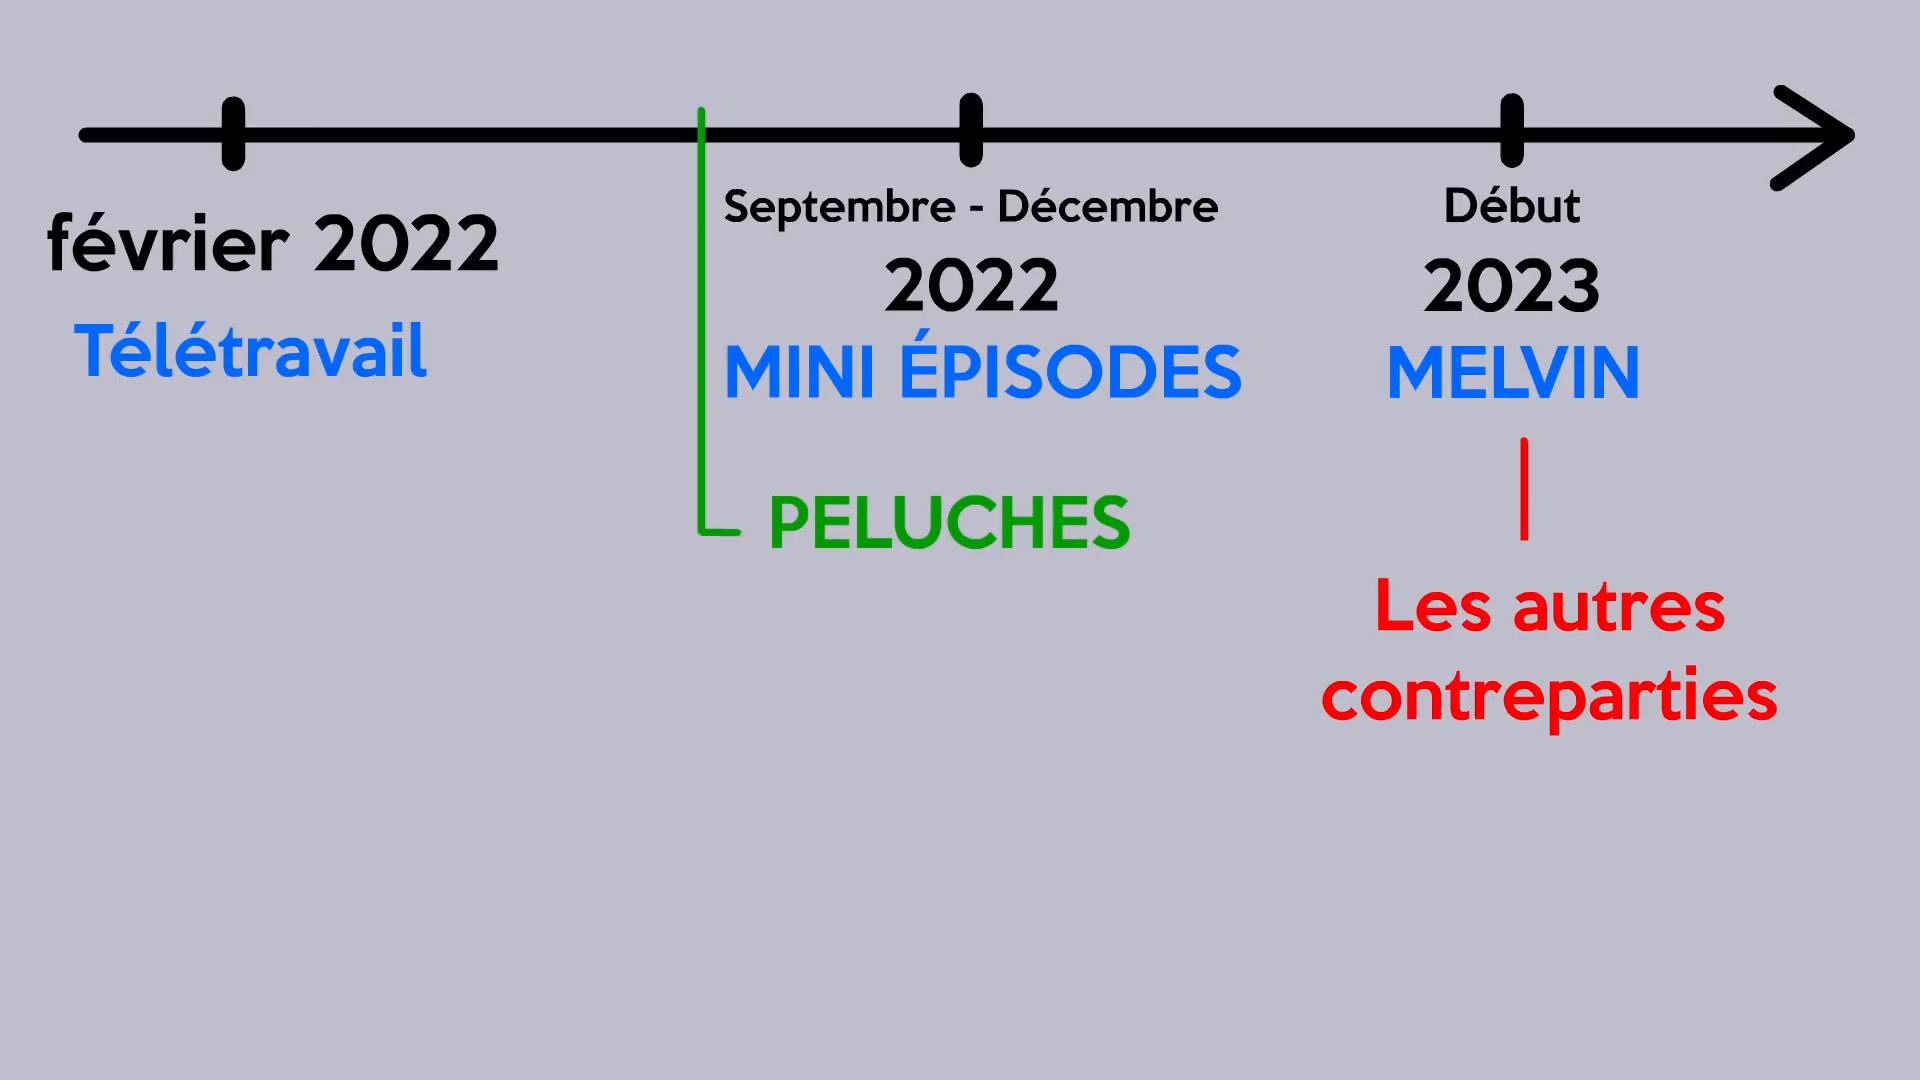 février 2022
Télétravail
Septembre - Décembre
2022
MINI ÉPISODES
PELUCHES
Début
2023
MELVIN
Les autres
contreparties